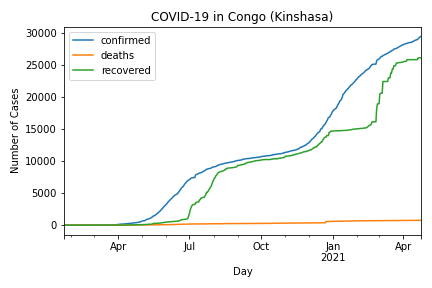 COVID-19 in Congo (Kinshasa)
confirmed
deaths
recovered
Number of Cases
30000
25000
20000
15000
10000
5000
0
Apr Jul Oct Jan Apr
2021
Day